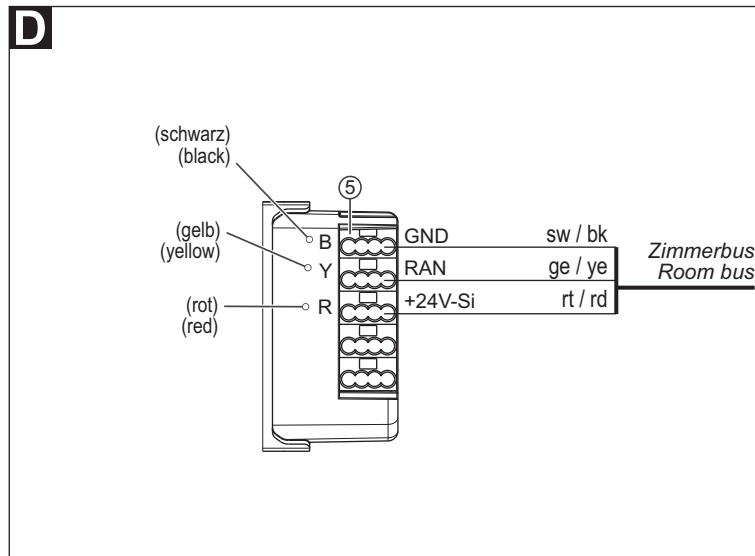 D
(schwarz)
(black)
(gelb)
(yellow)
(rot)
(red)
5
B
Y
R
GND sw / bk
RAN ge / ye
+24V-Si rt / rd
Zimmerbus
Room bus